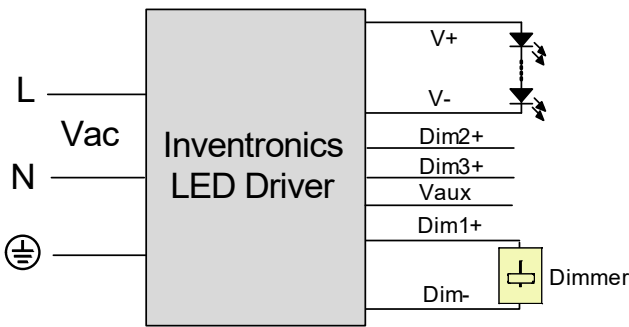 L
Vac
N
Inventronics
LED Driver
V+
V-
Dim2+
Dim3+
Vaux
Dim1+
Dim-
Dimmer